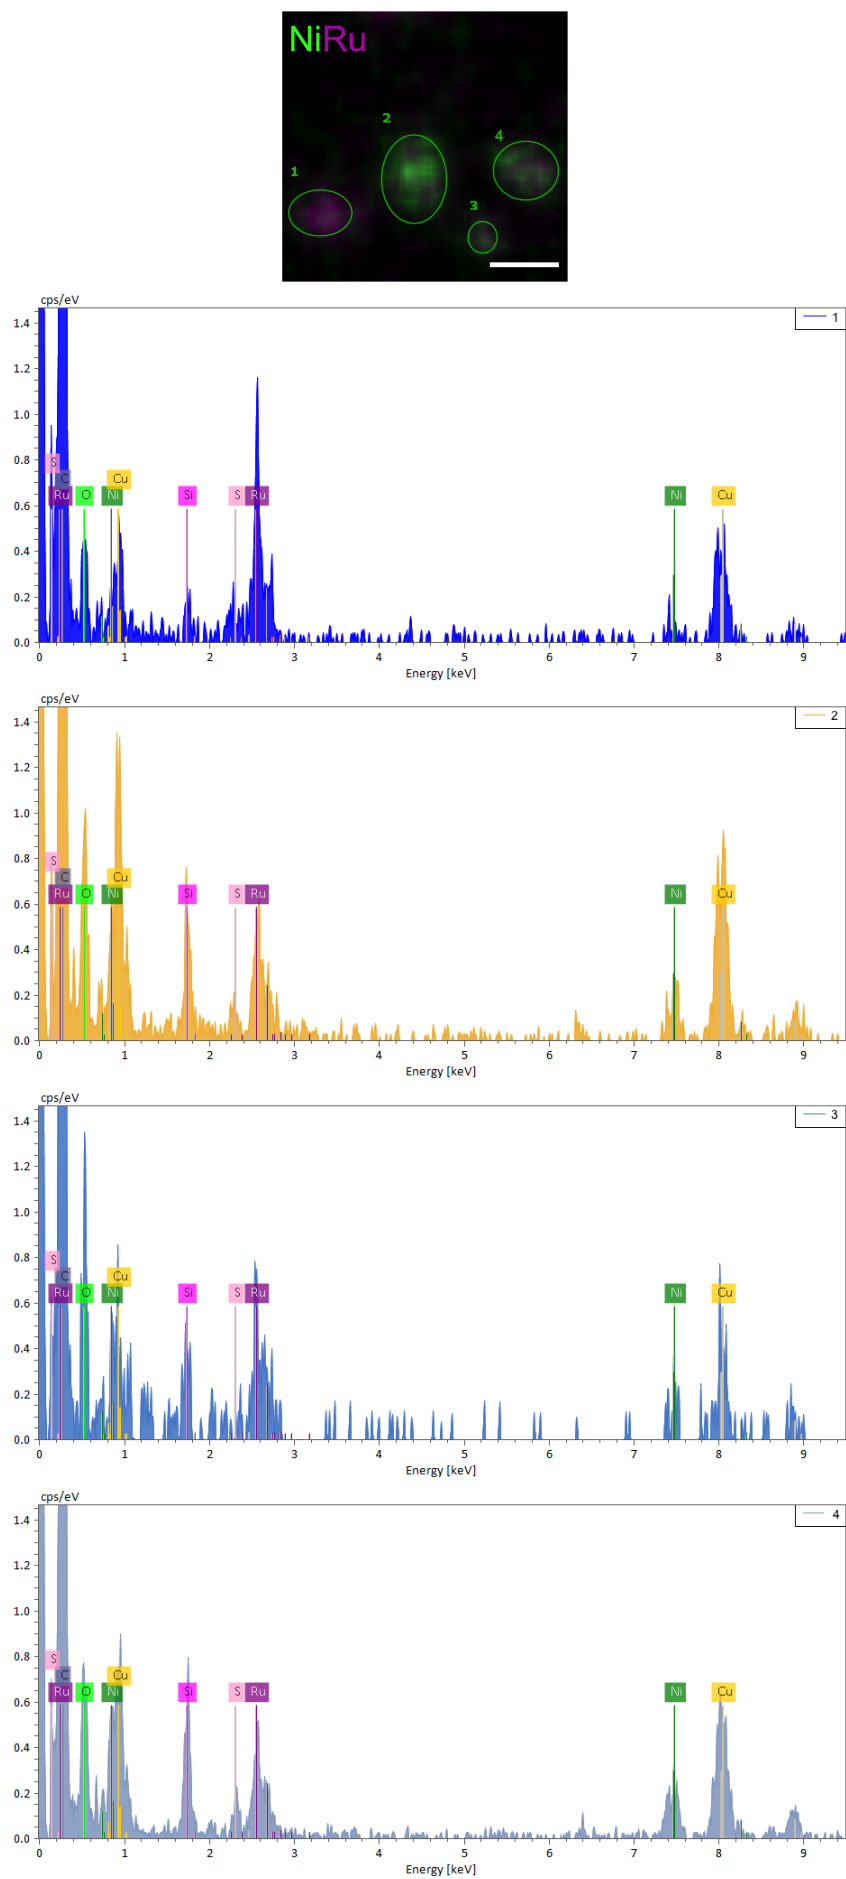 NiRu
2
4
1
3
cps/eV
1
1.4
1.2
1.0
0.8
S
C
Cu
0.6
Ru O Ni Si S Ru Ni Cu
0.4
0.2
0.0
0 1 2 3 4 5 6 7 8 9
Energy [keV]
cps/eV
2
1.4
1.2
1.0
0.8
S
C
Cu
0.6
Ru O Ni Si S Ru Ni Cu
0.4
0.2
0.0
0 1 2 3 4 5 6 7 8 9
Energy [keV]
cps/eV
3
1.4
1.2
1.0
0.8
S
C
Cu
0.6
Ru O Ni Si S Ru Ni Cu
0.4
0.2
0.0
0 1 2 3 4 5 6 7 8 9
Energy [keV]
cps/eV
4
1.4
1.2
1.0
0.8
S
C
Cu
0.6
Ru O Ni Si S Ru Ni Cu
0.4
0.2
0.0
0 1 2 3 4 5 6 7 8 9
Energy [keV]